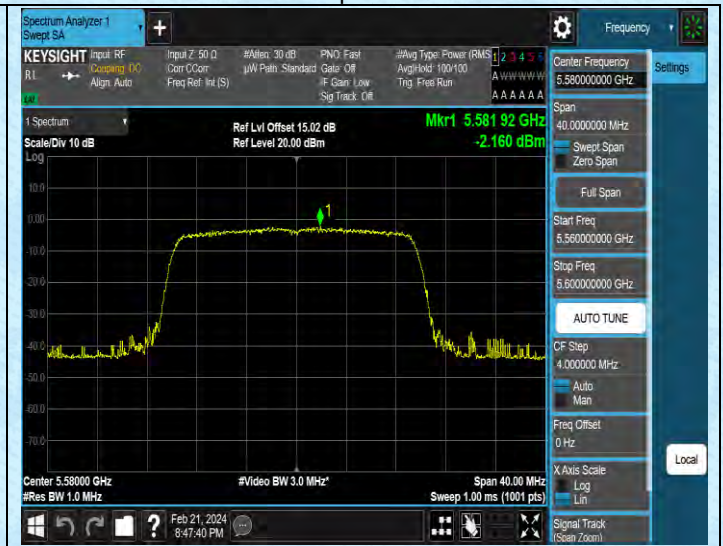 Spectrum Analyzer 1
Swept SA
+
Frequency
KEYSIGHT Input: RF
RL Coupling: DC
Align: Auto
Input Z: 50 Ω
Corr CCorr
Freq Ref: Int (S)
#Atten: 30 dB
µW Path: Standard
PNO: Fast
Gate: Off
IF Gain: Low
Sig Track: Off
#Avg Type: Power (RMS)
Avg|Hold: 100/100
Trig: Free Run
1 2 3 4 5 6
A W W W W W
A A A A A A
1 Spectrum
Scale/Div 10 dB
Log
Ref Lvl Offset 15.02 dB
Ref Level 20.00 dBm
Mkr1 5.581 92 GHz
-2.160 dBm
10.0
0.00
-10.0
-20.0
-30.0
-40.0
-50.0
-60.0
-70.0
1
Center 5.58000 GHz
#Res BW 1.0 MHz
#Video BW 3.0 MHz*
Span 40.00 MHz
Sweep 1.00 ms (1001 pts)
?
Feb 21, 2024
8:47:40 PM
Center Frequency
5.580000000 GHz
Settings
Span
40.0000000 MHz
Swept Span
Zero Span
Full Span
Start Freq
5.560000000 GHz
Stop Freq
5.600000000 GHz
AUTO TUNE
CF Step
4.000000 MHz
Auto
Man
Freq Offset
0 Hz
X Axis Scale
Log
Lin
Local
Signal Track
(Span Zoom)